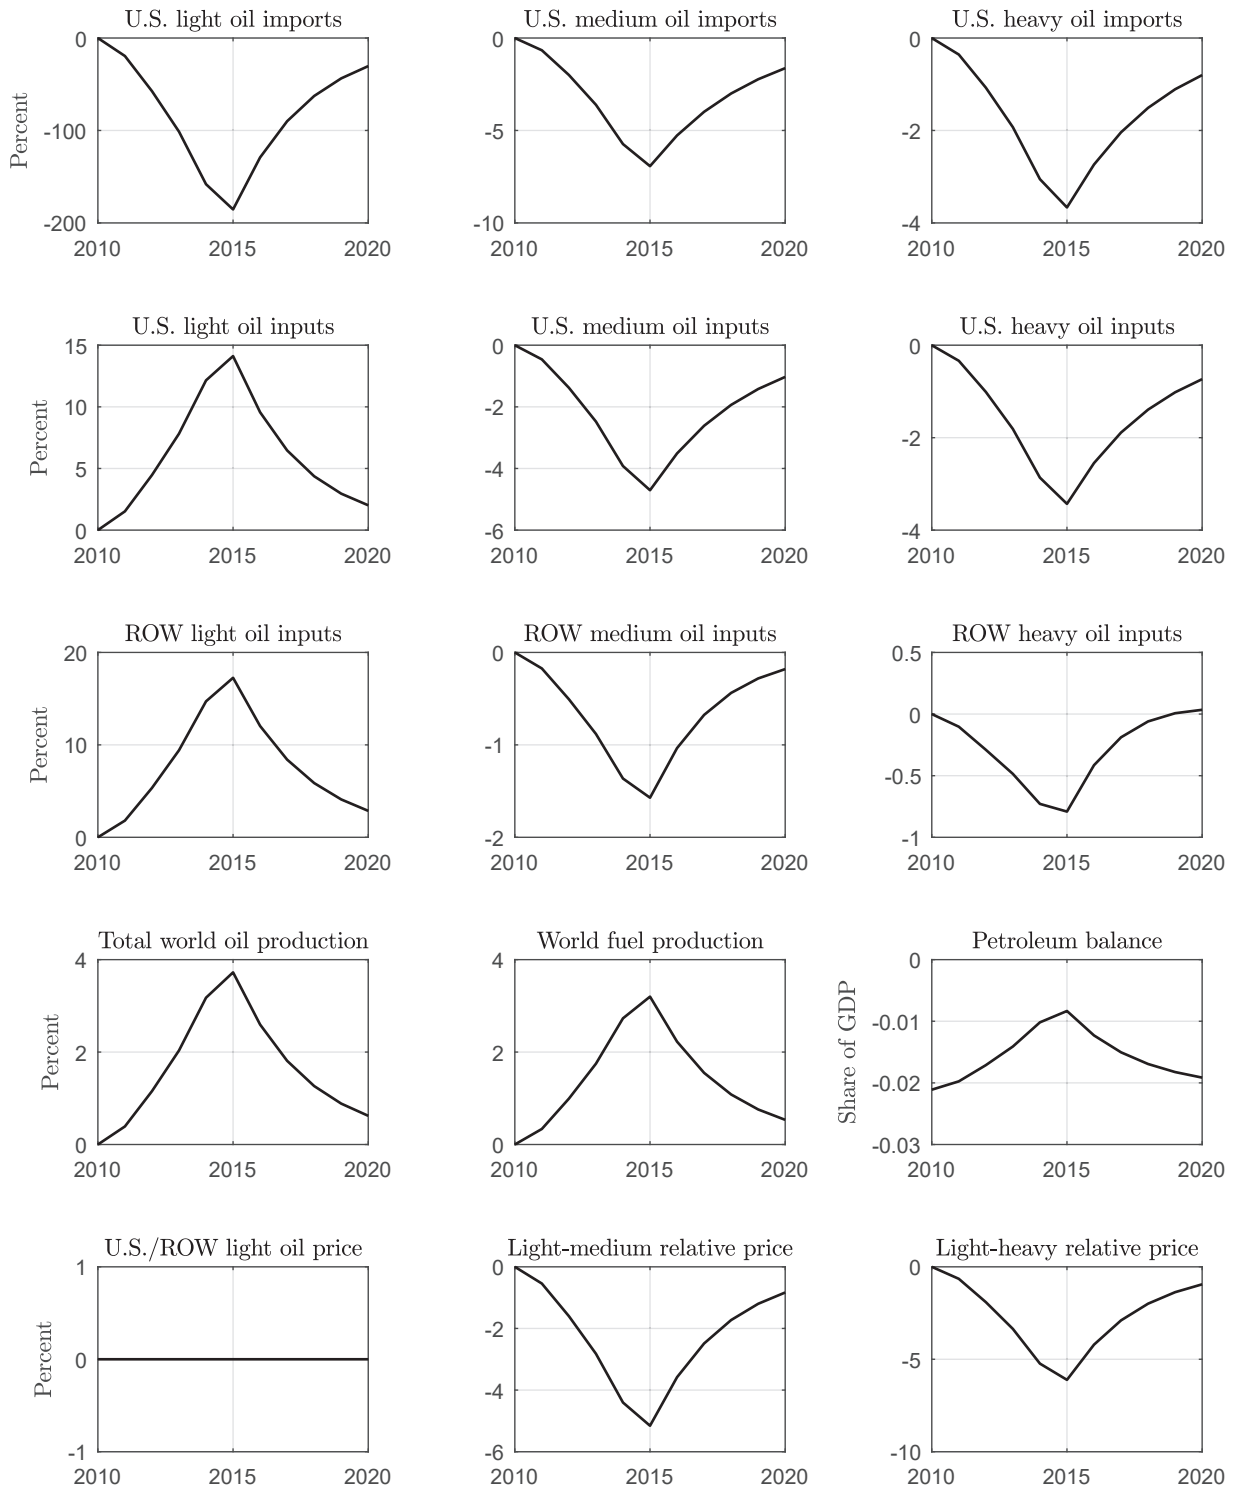 U.S. light oil imports
Percent
0
-100
-200
2010 2015 2020
U.S. medium oil imports
0
-5
-10
2010 2015 2020
U.S. heavy oil imports
0
-2
-4
2010 2015 2020
U.S. light oil inputs
Percent
15
10
5
0
2010 2015 2020
U.S. medium oil inputs
0
-2
-4
-6
2010 2015 2020
U.S. heavy oil inputs
0
-2
-4
2010 2015 2020
ROW light oil inputs
Percent
20
10
0
2010 2015 2020
ROW medium oil inputs
0
-1
-2
2010 2015 2020
ROW heavy oil inputs
0.5
0
-0.5
-1
2010 2015 2020
Total world oil production
Percent
4
2
0
2010 2015 2020
World fuel production
4
2
0
2010 2015 2020
Petroleum balance
Share of GDP
0
-0.01
-0.02
-0.03
2010 2015 2020
U.S./ROW light oil price
Percent
1
0
-1
2010 2015 2020
Light-medium relative price
0
-2
-4
-6
2010 2015 2020
Light-heavy relative price
0
-5
-10
2010 2015 2020